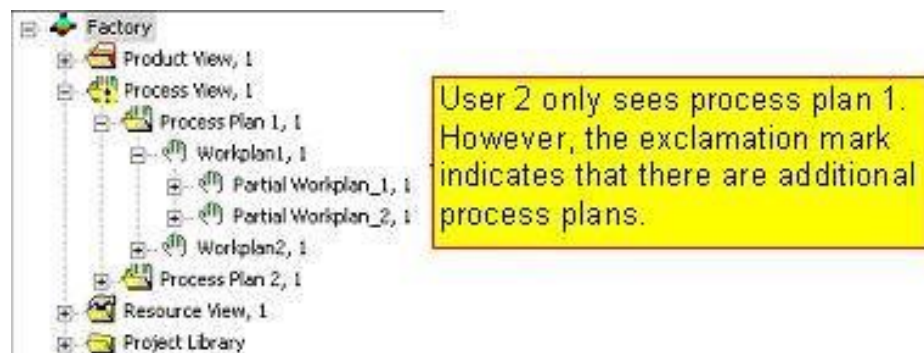 Factory
Product View, 1
Process View, 1
Process Plan 1, 1
Workplan1, 1
Partial Workplan_1, 1
Partial Workplan_2, 1
Workplan2, 1
Process Plan 2, 1
Resource View, 1
Project Library
User 2 only sees process plan 1.
However, the exclamation mark
indicates that there are additional
process plans.